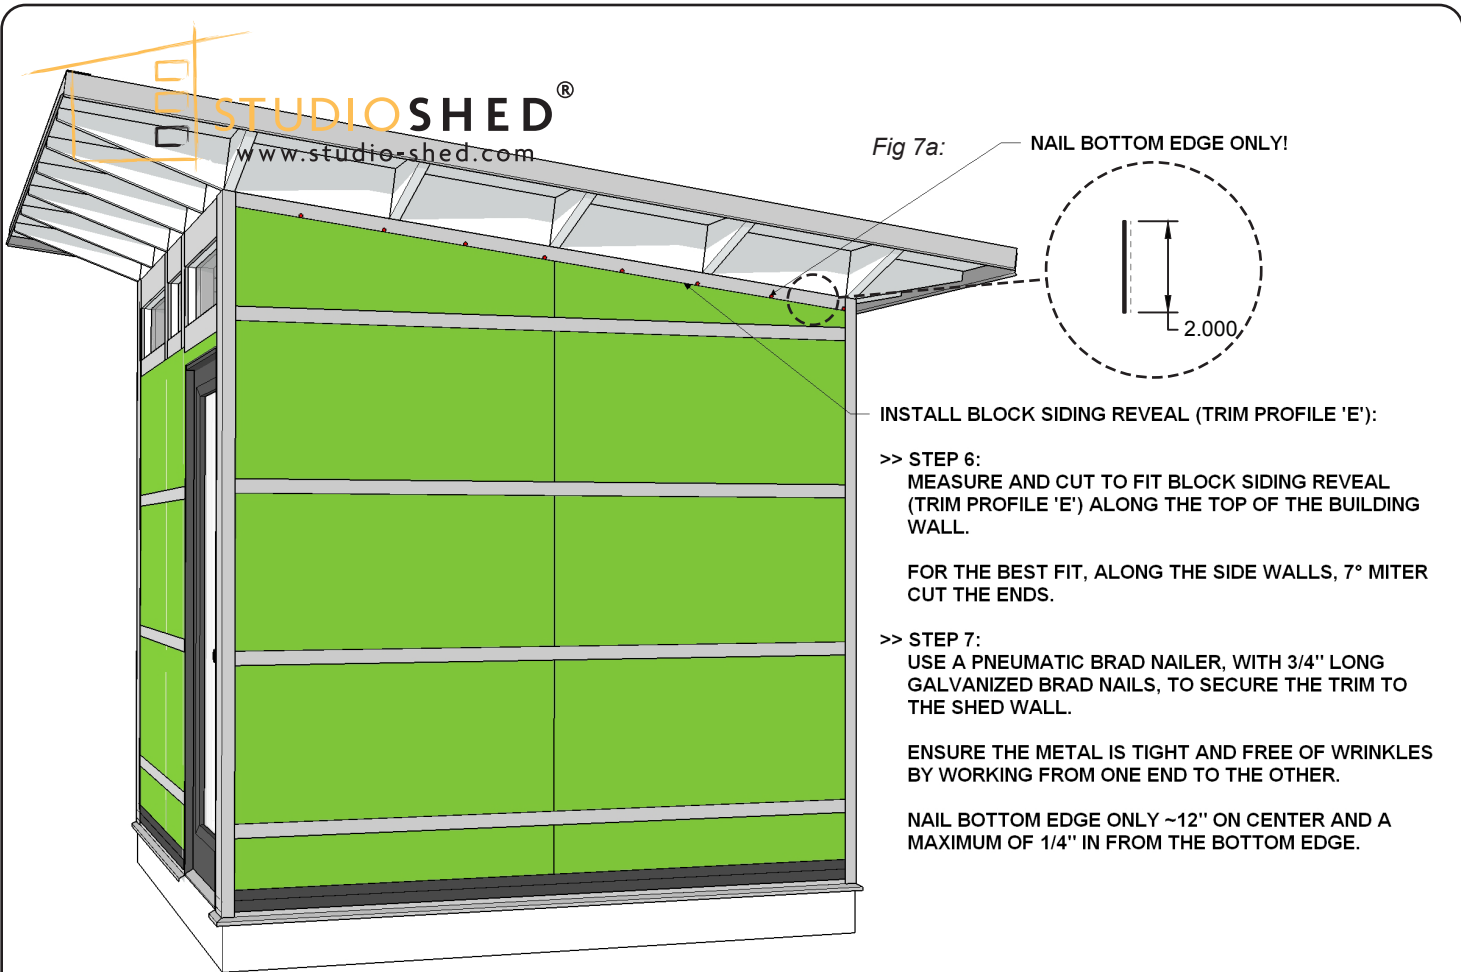 STUDIOSHED®
www.studio-shed.com
Fig 7a:
NAIL BOTTOM EDGE ONLY!
2.000
INSTALL BLOCK SIDING REVEAL (TRIM PROFILE 'E'):
>> STEP 6:
MEASURE AND CUT TO FIT BLOCK SIDING REVEAL
(TRIM PROFILE 'E') ALONG THE TOP OF THE BUILDING
WALL.
FOR THE BEST FIT, ALONG THE SIDE WALLS, 7° MITER
CUT THE ENDS.
>> STEP 7:
USE A PNEUMATIC BRAD NAILER, WITH 3/4" LONG
GALVANIZED BRAD NAILS, TO SECURE THE TRIM TO
THE SHED WALL.
ENSURE THE METAL IS TIGHT AND FREE OF WRINKLES
BY WORKING FROM ONE END TO THE OTHER.
NAIL BOTTOM EDGE ONLY ~12" ON CENTER AND A
MAXIMUM OF 1/4" IN FROM THE BOTTOM EDGE.